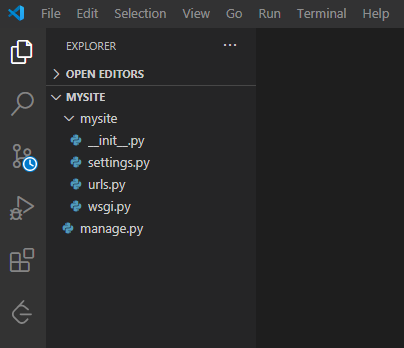 File Edit Selection View Go Run Terminal Help
EXPLORER
OPEN EDITORS
MYSITE
mysite
__init__.py
settings.py
urls.py
wsgi.py
manage.py